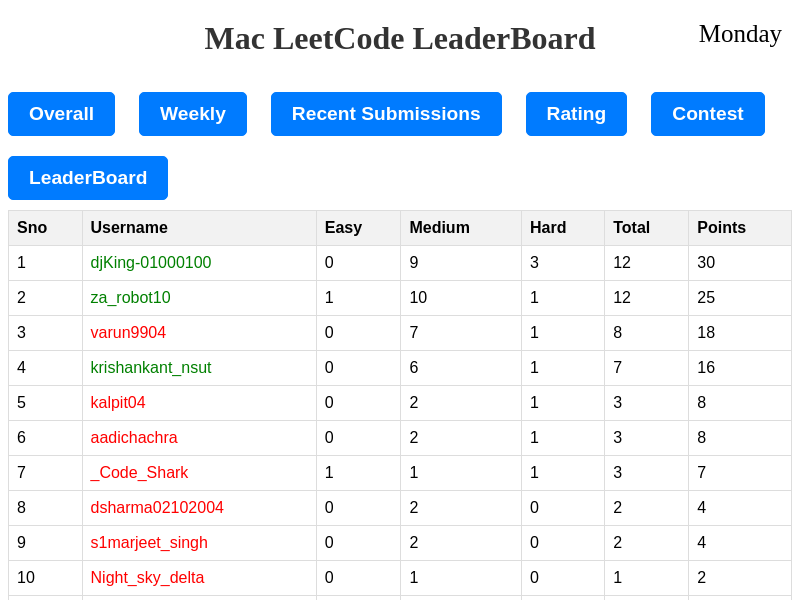 Mac LeetCode LeaderBoard
Monday
Overall Weekly Recent Submissions Rating Contest
LeaderBoard
Sno Username Easy Medium Hard Total Points
1 djKing-01000100 0 9 3 12 30
2 za_robot10 1 10 1 12 25
3 varun9904 0 7 1 8 18
4 krishankant_nsut 0 6 1 7 16
5 kalpit04 0 2 1 3 8
6 aadichachra 0 2 1 3 8
7 _Code_Shark 1 1 1 3 7
8 dsharma02102004 0 2 0 2 4
9 s1marjeet_singh 0 2 0 2 4
10 Night_sky_delta 0 1 0 1 2